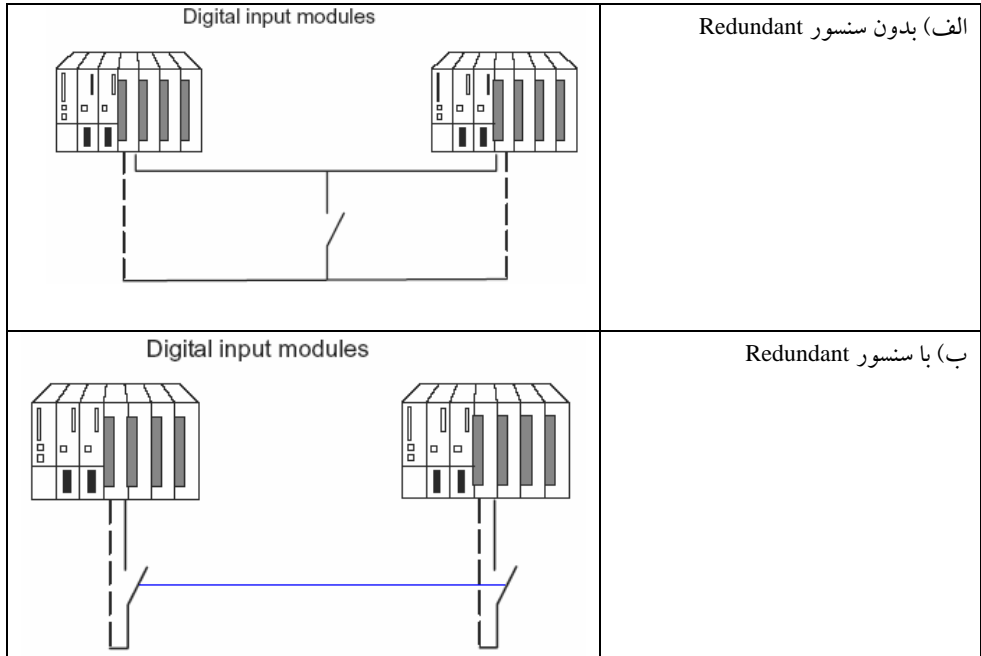 Digital input modules
الف) بدون سنسور Redundant
Digital input modules
ب) با سنسور Redundant